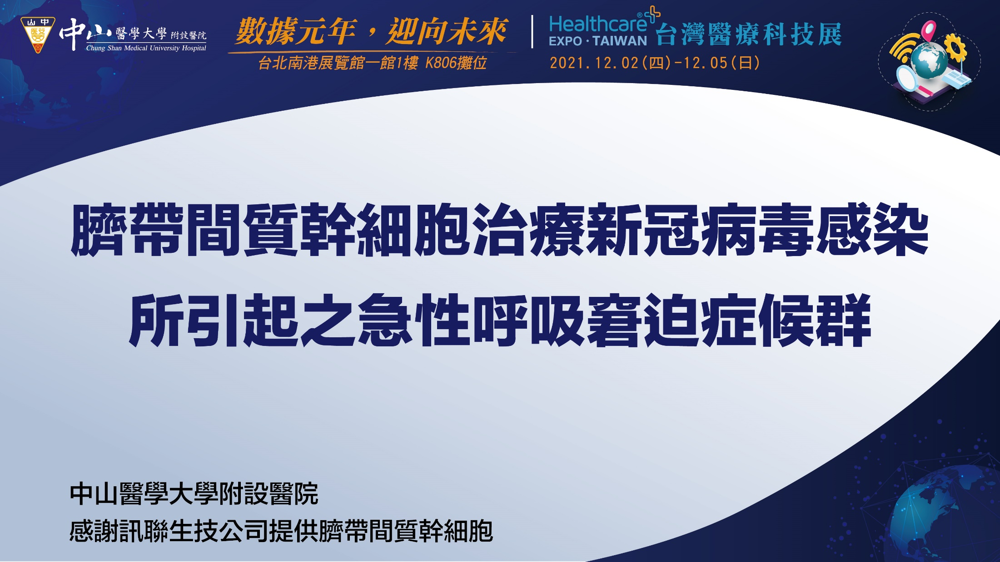 中山
醫
中山醫學大學 附設醫院
Chung Shan Medical University Hospital
數據元年，迎向未來
台北南港展覽館一館1樓 K806攤位
Healthcare®
EXPO·TAIWAN 台灣醫療科技展
2021.12.02(四)-12.05(日)
臍帶間質幹細胞治療新冠病毒感染
所引起之急性呼吸窘迫症候群
中山醫學大學附設醫院
感謝訊聯生技公司提供臍帶間質幹細胞